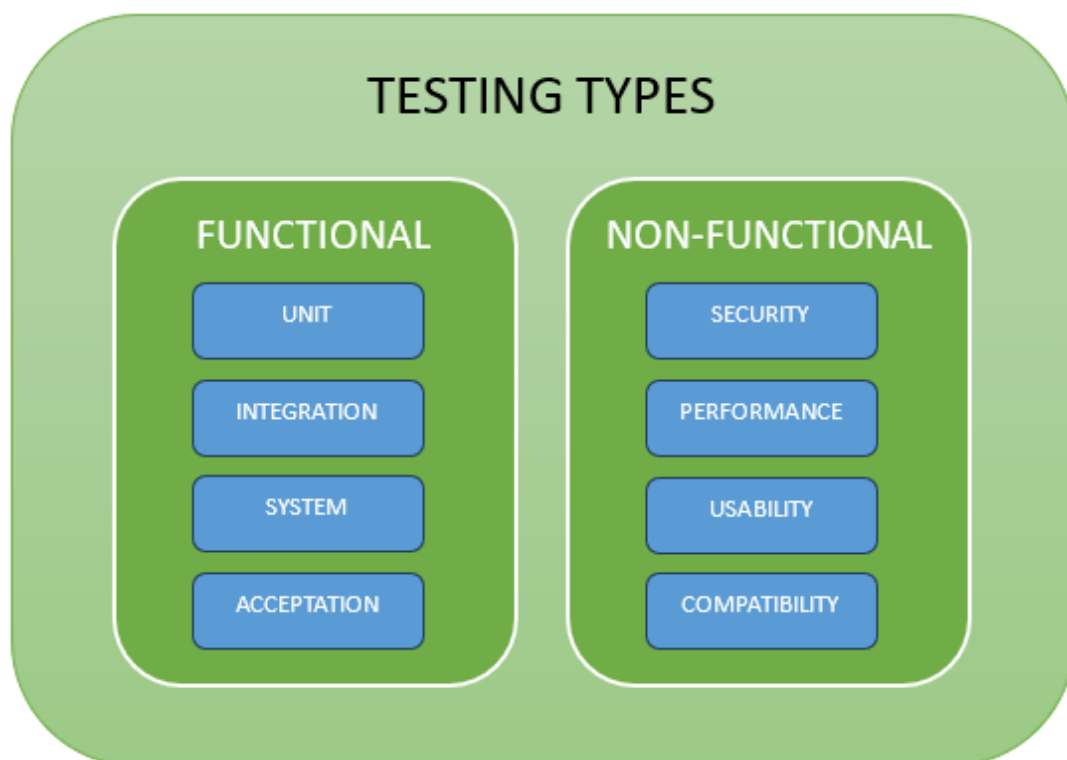 TESTING TYPES
FUNCTIONAL
UNIT
INTEGRATION
SYSTEM
ACCEPTATION
NON-FUNCTIONAL
SECURITY
PERFORMANCE
USABILITY
COMPATIBILITY